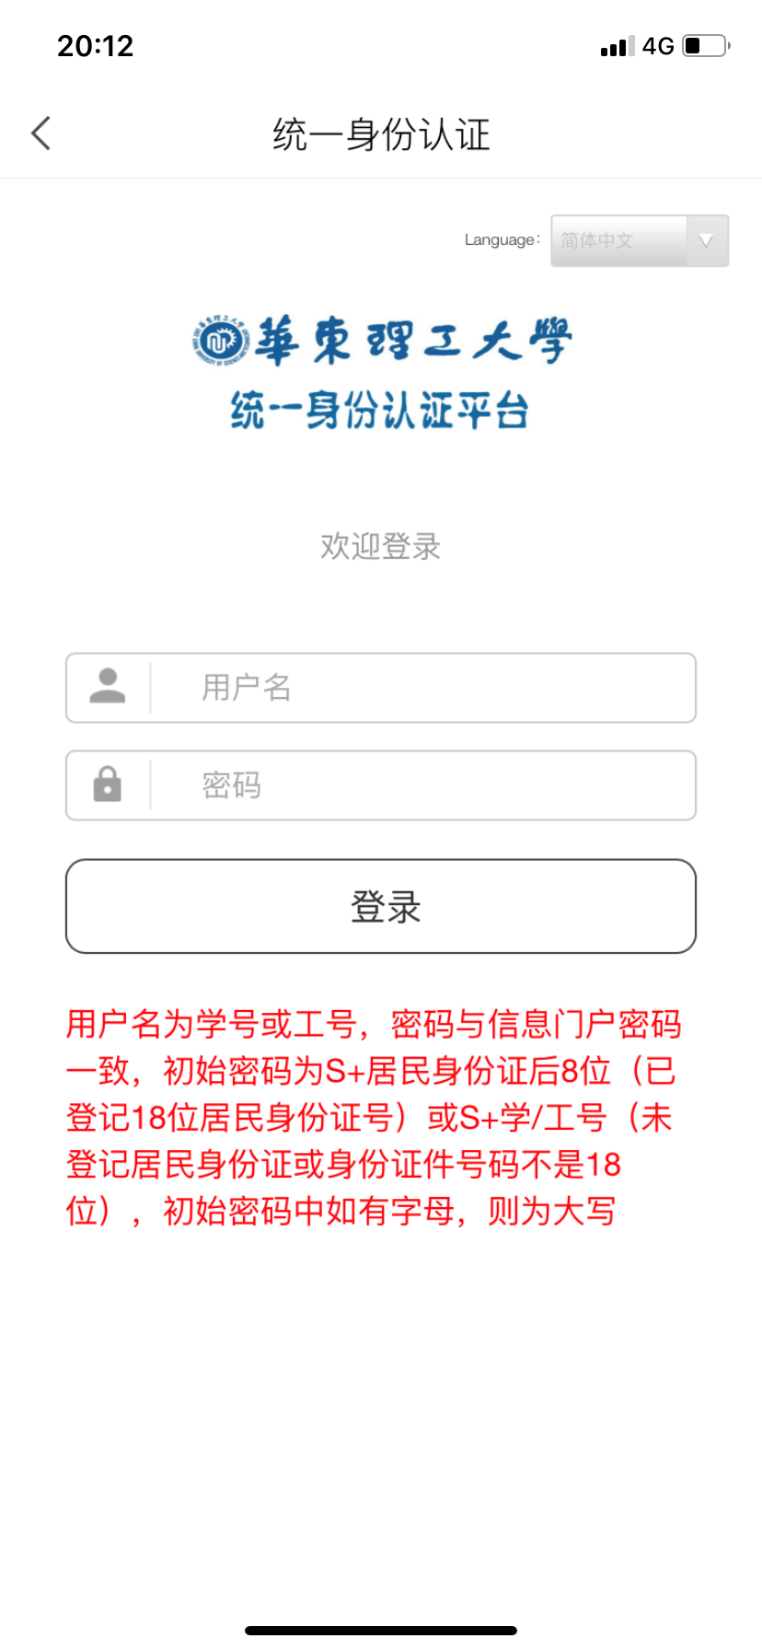 20:12
4G
统一身份认证
Language:
简体中文
華東理工大學
统一身份认证平台
欢迎登录
用户名
密码
登录
用户名为学号或工号，密码与信息门户密码
一致，初始密码为S+居民身份证后8位（已
登记18位居民身份证号）或S+学/工号（未
登记居民身份证或身份证件号码不是18
位），初始密码中如有字母，则为大写